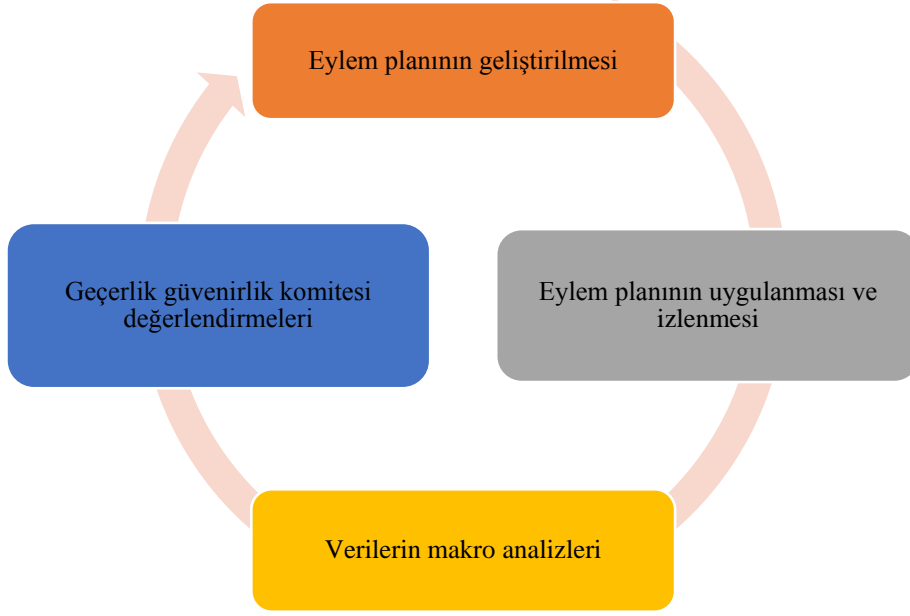 Eylem planının geliştirilmesi
Eylem planının uygulanması ve
izlenmesi
Verilerin makro analizleri
Geçerlik güvenirlik komitesi
değerlendirmeleri